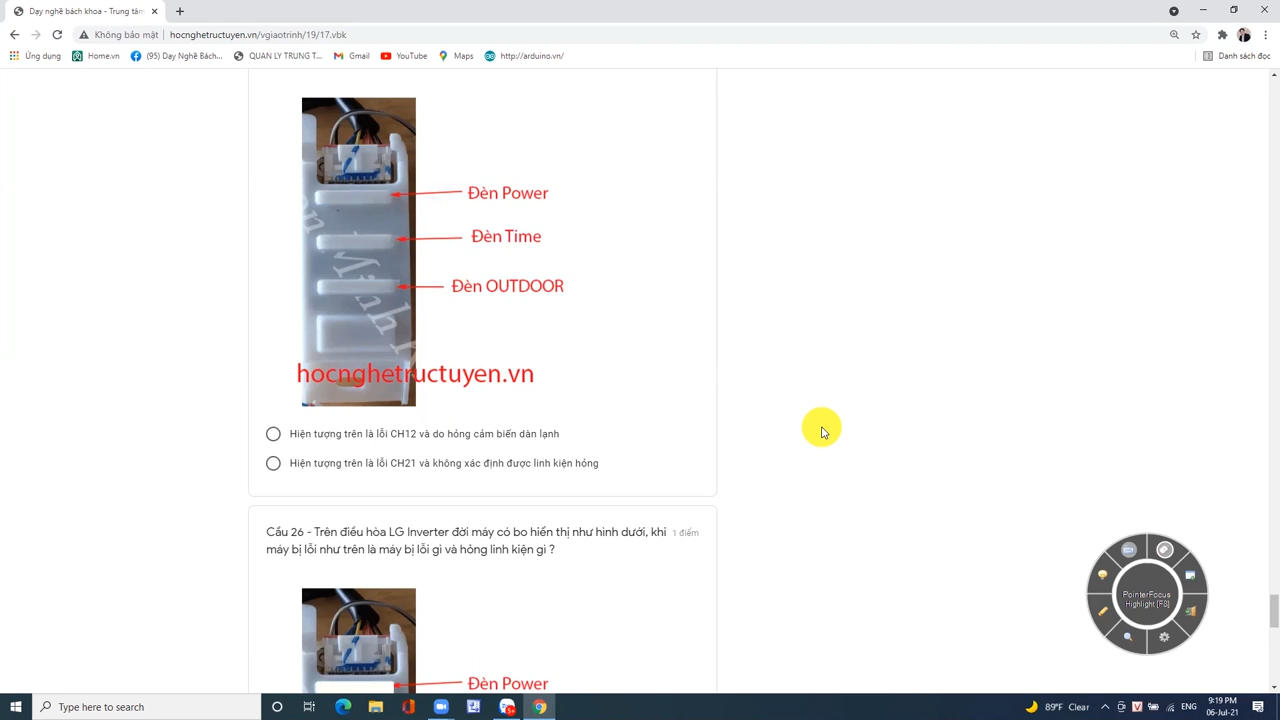 Dạy nghề bách khoa - Trung tâm
Không bảo mật
hocnghetructuyen.vn/vgiaotrinh/19/17.vbk
Ứng dụng
Home.vn
(95) Dạy Nghề Bách...
QUAN LY TRUNG T...
Gmail
YouTube
Maps
http://arduino.vn/
Danh sách đọc
Đèn Power
Đèn Time
Đèn OUTDOOR
hocnghetructuyen.vn
Hiện tượng trên là lỗi CH12 và do hỏng cảm biến dàn lạnh
Hiện tượng trên là lỗi CH21 và không xác định được linh kiện hỏng
Cầu 26 - Trên điều hòa LG Inverter đời máy có bo hiển thị như hình dưới, khi 1 điểm
máy bị lỗi như trên là máy bị lỗi gì và hỏng linh kiện gì ?
Đèn Power
PointerFocus
Highlight [F8]
Type here to search
5+
89°F Clear
ENG
9:19 PM
06-Jul-21